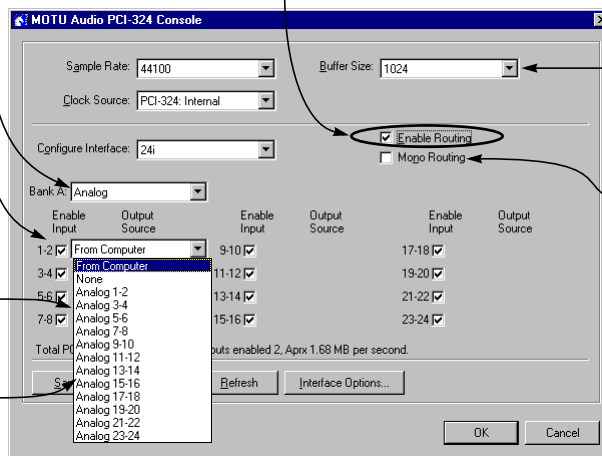 MOTU Audio PCI-324 Console
Sample Rate: 44100
Buffer Size: 1024
Clock Source: PCI-324: Internal
Configure Interface: 24i
Enable Routing
Mono Routing
Bank A: Analog
Enable Input Output Source Enable Input Output Source Enable Input Output Source
1-2 From Computer 9-10 17-18
3-4 11-12 19-20
5-6 13-14 21-22
7-8 15-16 23-24
From Computer
None
Analog 1-2
Analog 3-4
Analog 5-6
Analog 7-8
Analog 9-10
Analog 11-12
Analog 13-14
Analog 15-16
Analog 17-18
Analog 19-20
Analog 21-22
Analog 23-24
Total enabled 2, Aprx 1.68 MB per second.
Refresh Interface Options...
OK Cancel